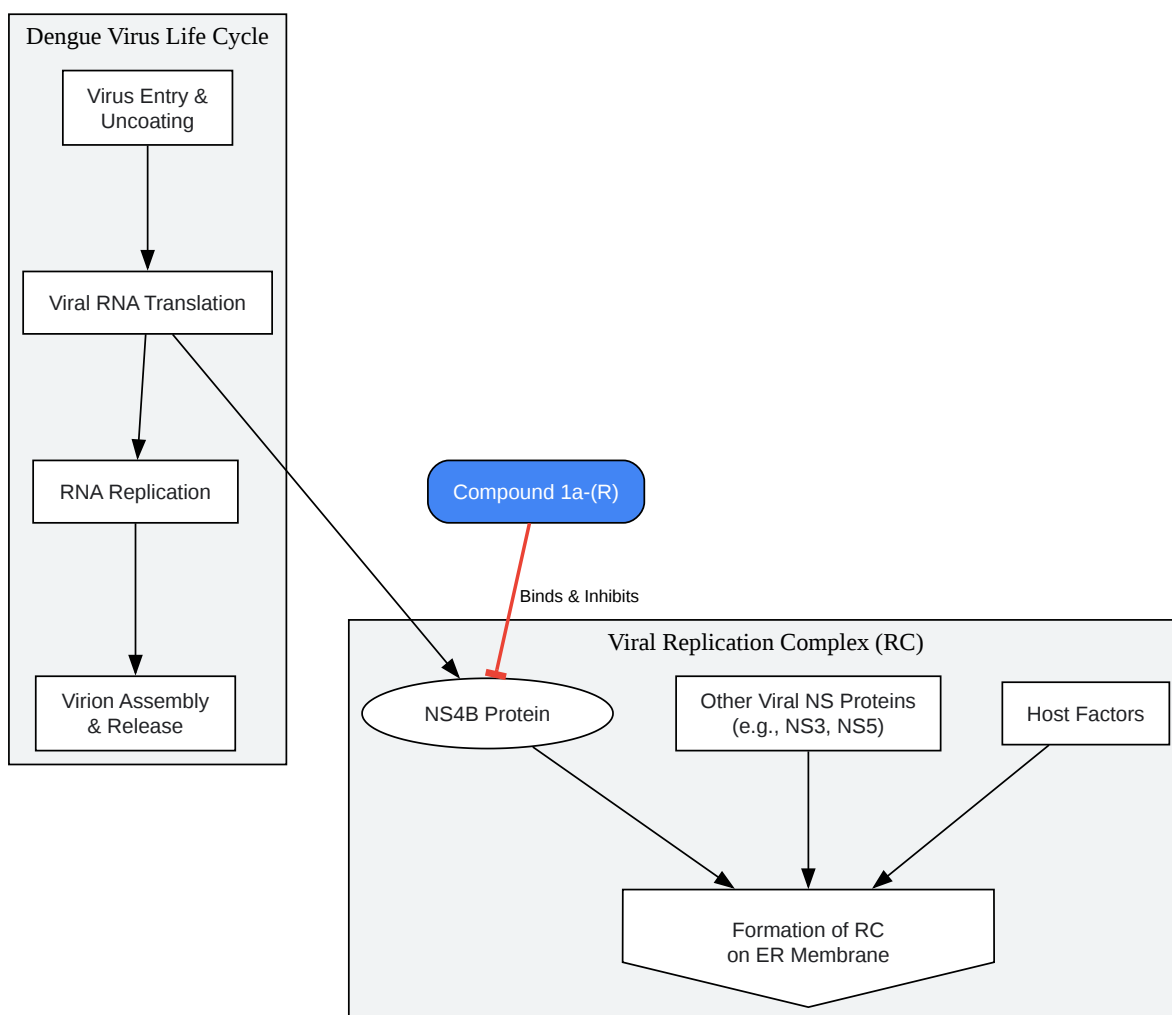 Dengue Virus Life Cycle
Virus Entry &
Uncoating
Viral RNA Translation
RNA Replication
Virion Assembly
& Release
Compound 1a-(R)
Binds & Inhibits
Viral Replication Complex (RC)
NS4B Protein
Other Viral NS Proteins
(e.g., NS3, NS5)
Host Factors
Formation of RC
on ER Membrane